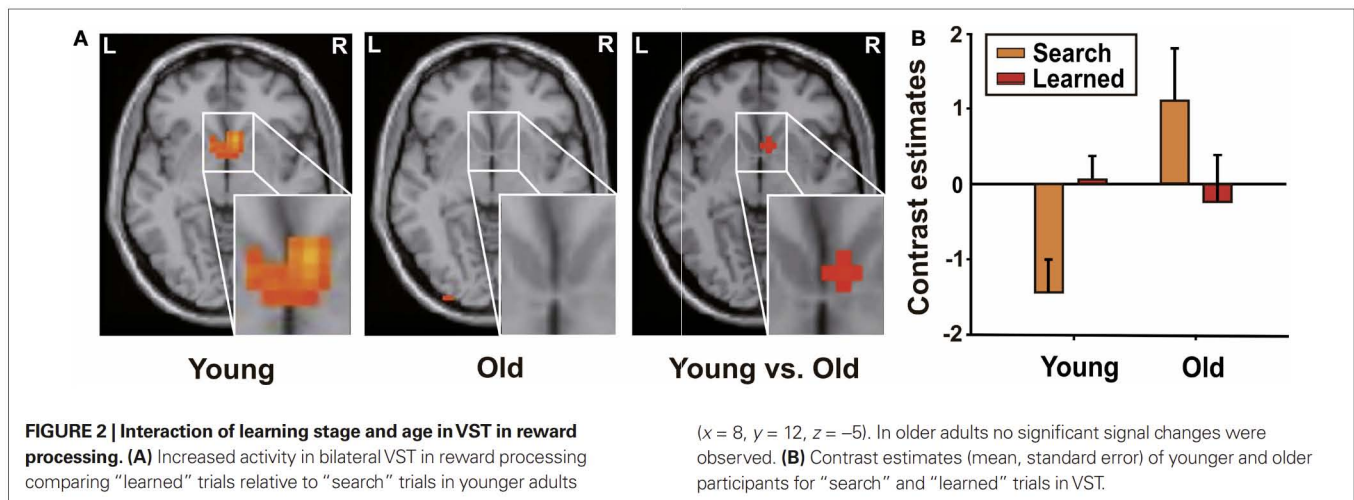 A
L
R
L
R
L
R
Young
Old
Young vs. Old
B
Contrast estimates
2
1
0
-1
-2
Search
Learned
Young
Old
FIGURE 2 | Interaction of learning stage and age in VST in reward
processing. (A) Increased activity in bilateral VST in reward processing
comparing “learned” trials relative to “search” trials in younger adults
(x = 8, y = 12, z = –5). In older adults no significant signal changes were
observed. (B) Contrast estimates (mean, standard error) of younger and older
participants for “search” and “learned” trials in VST.